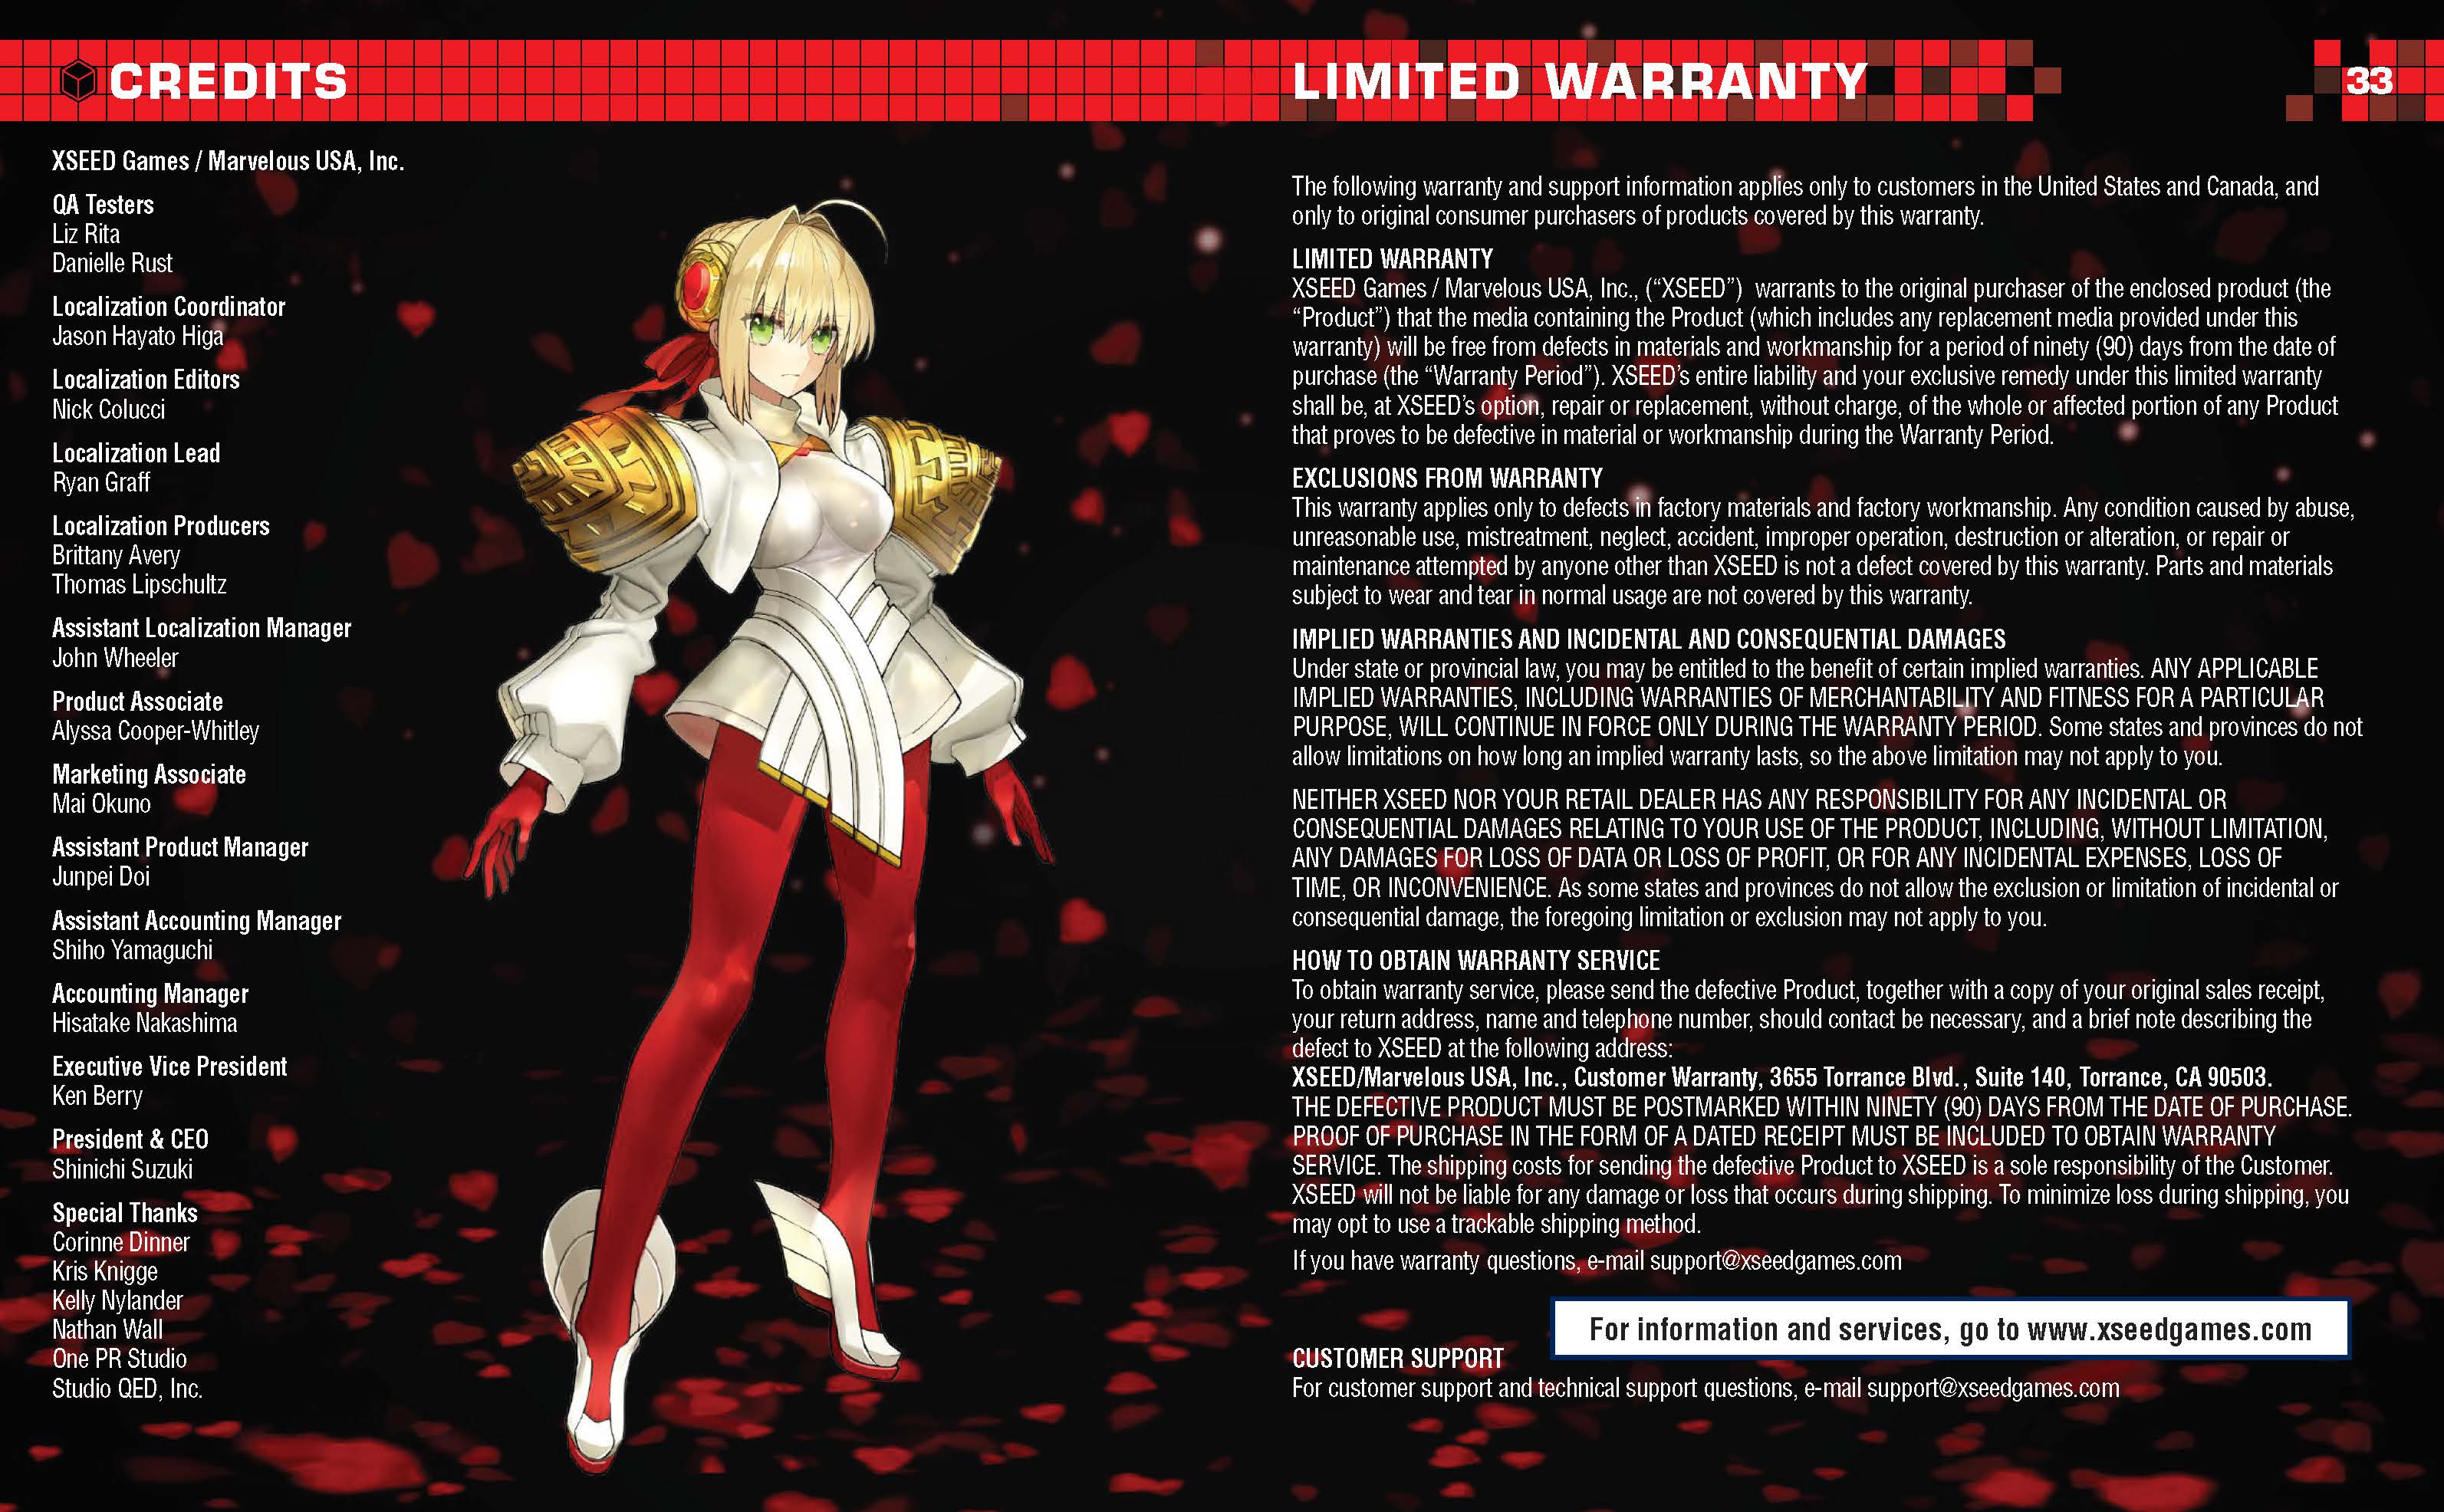 CREDITS
XSEED Games / Marvelous USA, Inc.
QA Testers
Liz Rita
Danielle Rust
Localization Coordinator
Jason Hayato Higa
Localization Editors
Nick Colucci
Localization Lead
Ryan Graff
Localization Producers
Brittany Avery
Thomas Lipschultz
Assistant Localization Manager
John Wheeler
Product Associate
Alyssa Cooper-Whitley
Marketing Associate
Mai Okuno
Assistant Product Manager
Junpei Doi
Assistant Accounting Manager
Shiho Yamaguchi
Accounting Manager
Hisatake Nakashima
Executive Vice President
Ken Berry
President & CEO
Shinichi Suzuki
Special Thanks
Corinne Dinner
Kris Knigge
Kelly Nylander
Nathan Wall
One PR Studio
Studio QED, Inc.
LIMITED WARRANTY
33
The following warranty and support information applies only to customers in the United States and Canada, and
only to original consumer purchasers of products covered by this warranty.
LIMITED WARRANTY
XSEED Games / Marvelous USA, Inc., (“XSEED”)  warrants to the original purchaser of the enclosed product (the
“Product”) that the media containing the Product (which includes any replacement media provided under this
warranty) will be free from defects in materials and workmanship for a period of ninety (90) days from the date of
purchase (the “Warranty Period”). XSEED’s entire liability and your exclusive remedy under this limited warranty
shall be, at XSEED’s option, repair or replacement, without charge, of the whole or affected portion of any Product
that proves to be defective in material or workmanship during the Warranty Period.
EXCLUSIONS FROM WARRANTY
This warranty applies only to defects in factory materials and factory workmanship. Any condition caused by abuse,
unreasonable use, mistreatment, neglect, accident, improper operation, destruction or alteration, or repair or
maintenance attempted by anyone other than XSEED is not a defect covered by this warranty. Parts and materials
subject to wear and tear in normal usage are not covered by this warranty.
IMPLIED WARRANTIES AND INCIDENTAL AND CONSEQUENTIAL DAMAGES
Under state or provincial law, you may be entitled to the benefit of certain implied warranties. ANY APPLICABLE
IMPLIED WARRANTIES, INCLUDING WARRANTIES OF MERCHANTABILITY AND FITNESS FOR A PARTICULAR
PURPOSE, WILL CONTINUE IN FORCE ONLY DURING THE WARRANTY PERIOD. Some states and provinces do not
allow limitations on how long an implied warranty lasts, so the above limitation may not apply to you.
NEITHER XSEED NOR YOUR RETAIL DEALER HAS ANY RESPONSIBILITY FOR ANY INCIDENTAL OR
CONSEQUENTIAL DAMAGES RELATING TO YOUR USE OF THE PRODUCT, INCLUDING, WITHOUT LIMITATION,
ANY DAMAGES FOR LOSS OF DATA OR LOSS OF PROFIT, OR FOR ANY INCIDENTAL EXPENSES, LOSS OF
TIME, OR INCONVENIENCE. As some states and provinces do not allow the exclusion or limitation of incidental or
consequential damage, the foregoing limitation or exclusion may not apply to you.
HOW TO OBTAIN WARRANTY SERVICE
To obtain warranty service, please send the defective Product, together with a copy of your original sales receipt,
your return address, name and telephone number, should contact be necessary, and a brief note describing the
defect to XSEED at the following address:
XSEED/Marvelous USA, Inc., Customer Warranty, 3655 Torrance Blvd., Suite 140, Torrance, CA 90503.
THE DEFECTIVE PRODUCT MUST BE POSTMARKED WITHIN NINETY (90) DAYS FROM THE DATE OF PURCHASE.
PROOF OF PURCHASE IN THE FORM OF A DATED RECEIPT MUST BE INCLUDED TO OBTAIN WARRANTY
SERVICE. The shipping costs for sending the defective Product to XSEED is a sole responsibility of the Customer.
XSEED will not be liable for any damage or loss that occurs during shipping. To minimize loss during shipping, you
may opt to use a trackable shipping method.
If you have warranty questions, e-mail support@xseedgames.com
For information and services, go to www.xseedgames.com
CUSTOMER SUPPORT
For customer support and technical support questions, e-mail support@xseedgames.com